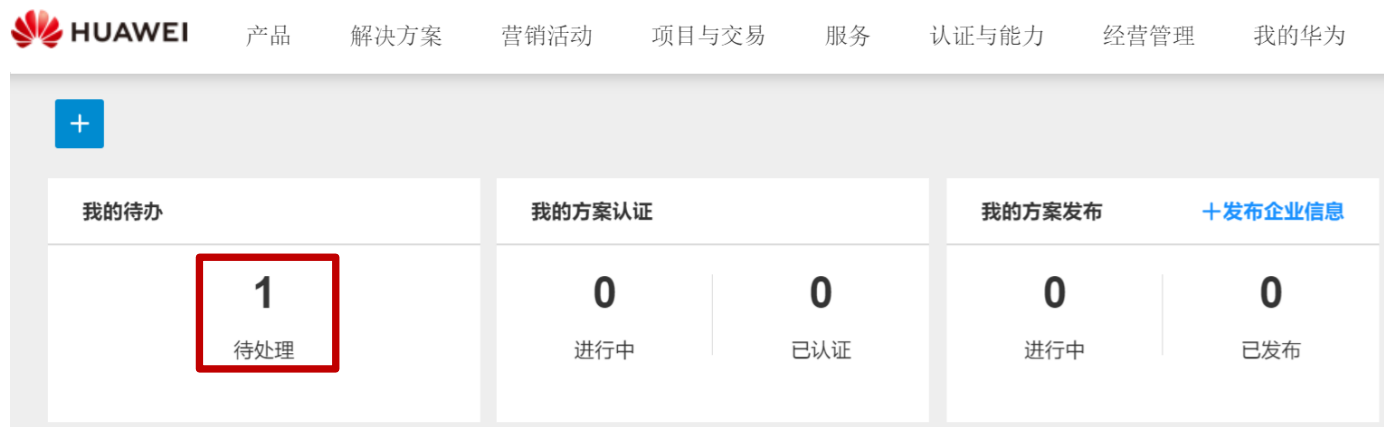 HUAWEI 产品 解决方案 营销活动 项目与交易 服务 认证与能力 经营管理 我的华为
+
我的待办 我的方案认证 我的方案发布 +发布企业信息
1 0 0 0 0
待处理 进行中 已认证 进行中 已发布